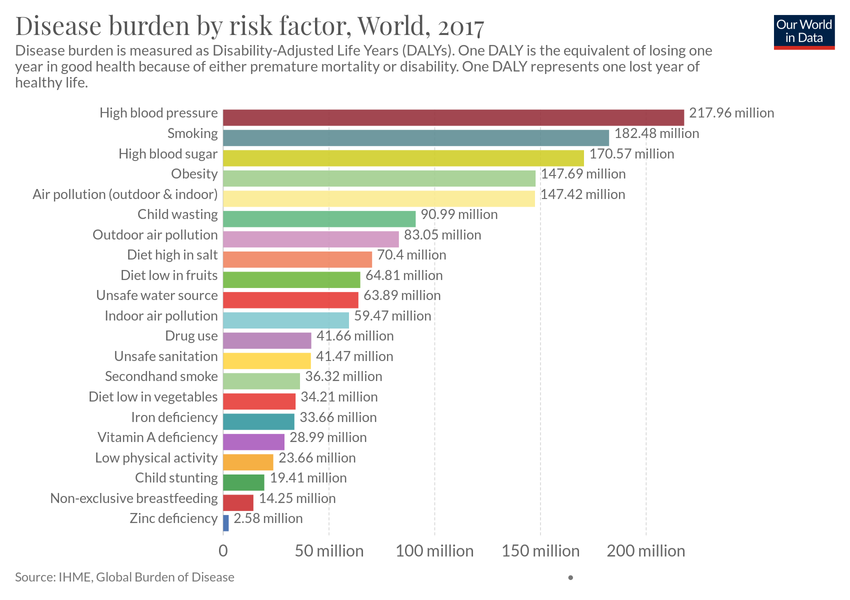 Disease burden by risk factor, World, 2017
Our World
in Data
Disease burden is measured as Disability-Adjusted Life Years (DALYs). One DALY is the equivalent of losing one
year in good health because of either premature mortality or disability. One DALY represents one lost year of
healthy life.
High blood pressure 217.96 million
Smoking 182.48 million
High blood sugar 170.57 million
Obesity 147.69 million
Air pollution (outdoor & indoor) 147.42 million
Child wasting 90.99 million
Outdoor air pollution 83.05 million
Diet high in salt 70.4 million
Diet low in fruits 64.81 million
Unsafe water source 63.89 million
Indoor air pollution 59.47 million
Drug use 41.66 million
Unsafe sanitation 41.47 million
Secondhand smoke 36.32 million
Diet low in vegetables 34.21 million
Iron deficiency 33.66 million
Vitamin A deficiency 28.99 million
Low physical activity 23.66 million
Child stunting 19.41 million
Non-exclusive breastfeeding 14.25 million
Zinc deficiency 2.58 million
0 50 million 100 million 150 million 200 million
Source: IHME, Global Burden of Disease